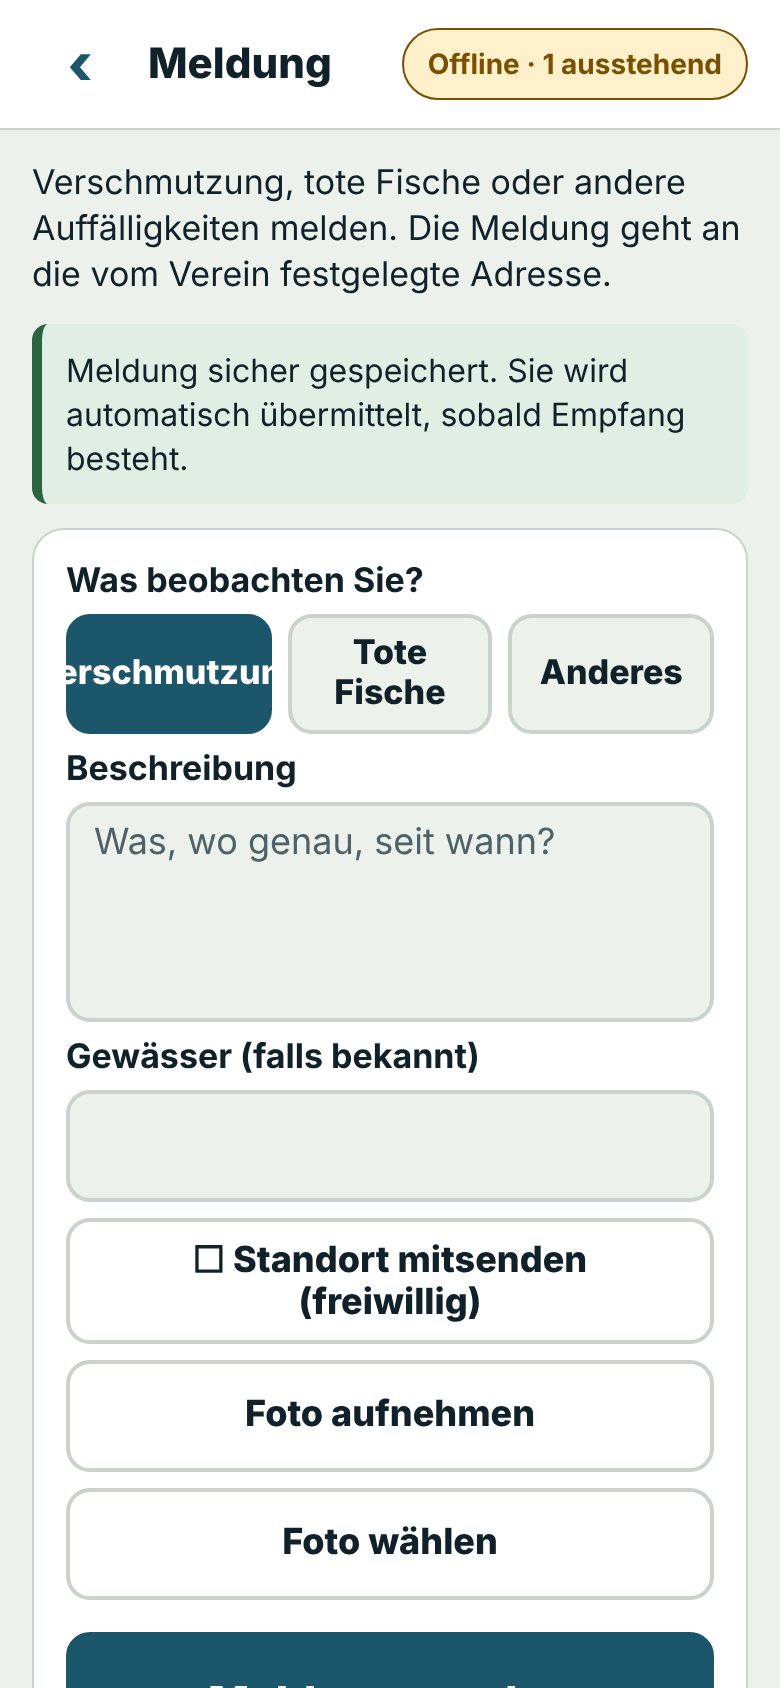 ‹ Meldung
Offline · 1 ausstehend
Verschmutzung, tote Fische oder andere
Auffälligkeiten melden. Die Meldung geht an
die vom Verein festgelegte Adresse.
Meldung sicher gespeichert. Sie wird
automatisch übermittelt, sobald Empfang
besteht.
Was beobachten Sie?
erschmutzun
Tote
Fische
Anderes
Beschreibung
Was, wo genau, seit wann?
Gewässer (falls bekannt)
☐ Standort mitsenden
(freiwillig)
Foto aufnehmen
Foto wählen